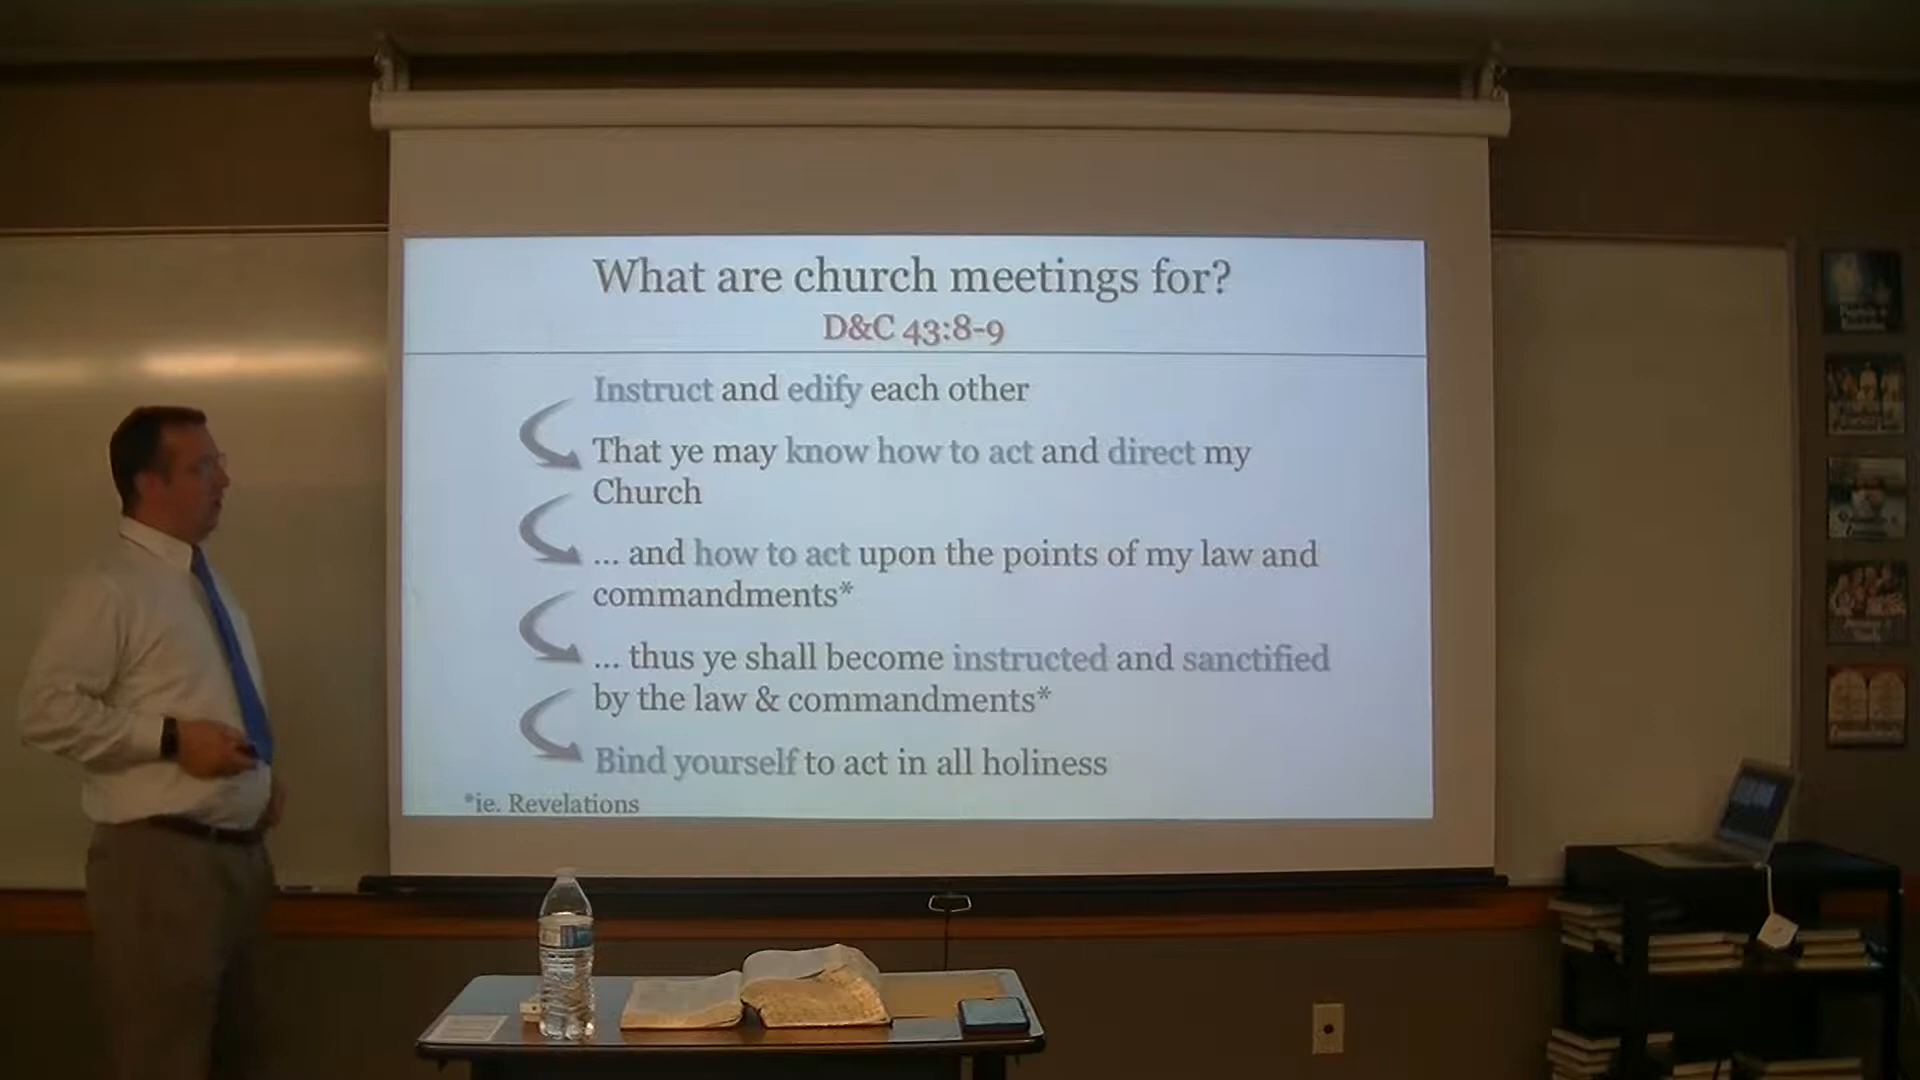 What are church meetings for?
D&C 43:8-9
Instruct and edify each other
That ye may know how to act and direct my
Church
... and how to act upon the points of my law and
commandments*
... thus ye shall become instructed and sanctified
by the law & commandments*
Bind yourself to act in all holiness
*ie. Revelations